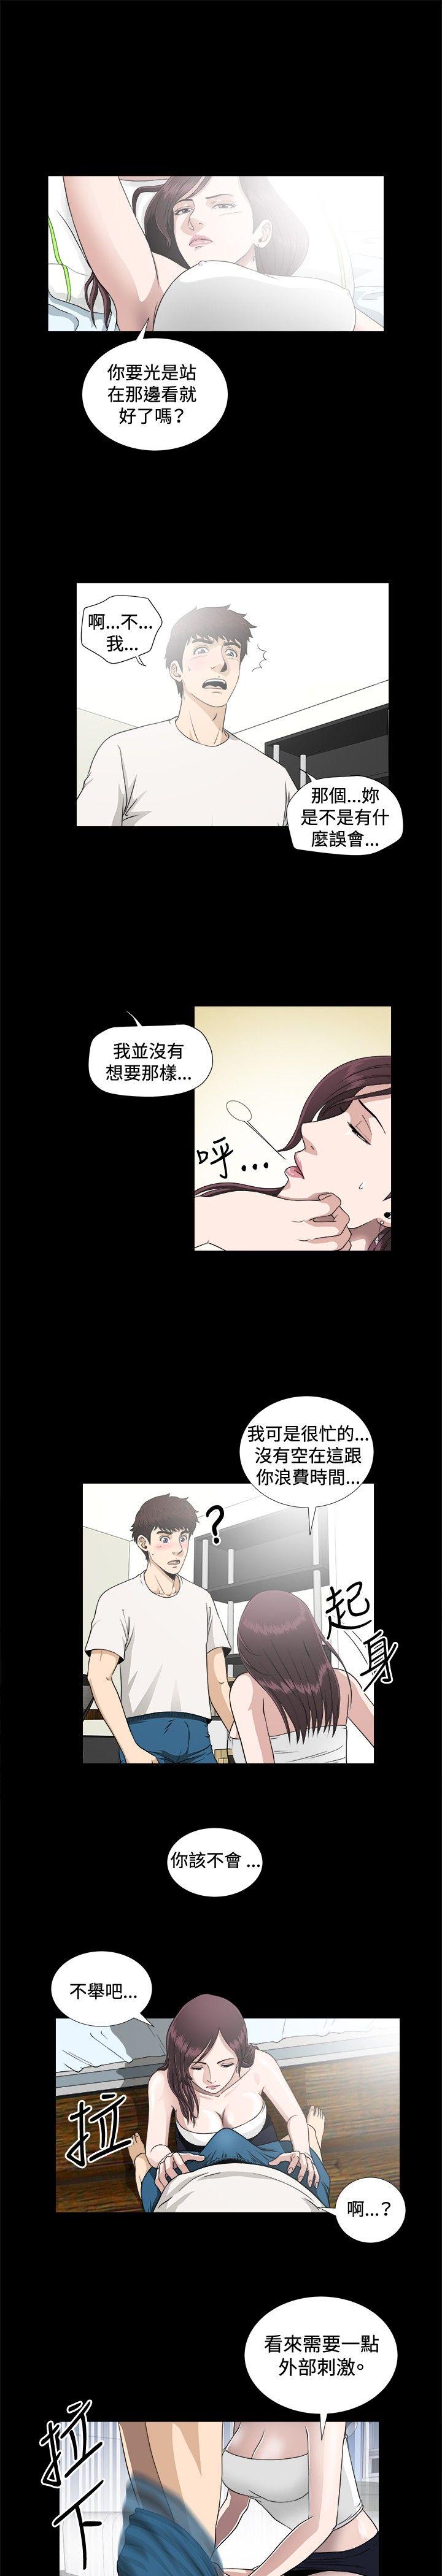 你要光是站
在那邊看就
好了嗎?
啊...不...
我...
那個...妳
是不是有什
麼誤會...
我並沒有
想要那樣...
呼...
我可是很忙的...
沒有空在這跟
你浪費時間...
?
起
身
你該不會...
不舉吧...
拉
啊...?
看來需要一點
外部刺激。
拉
下